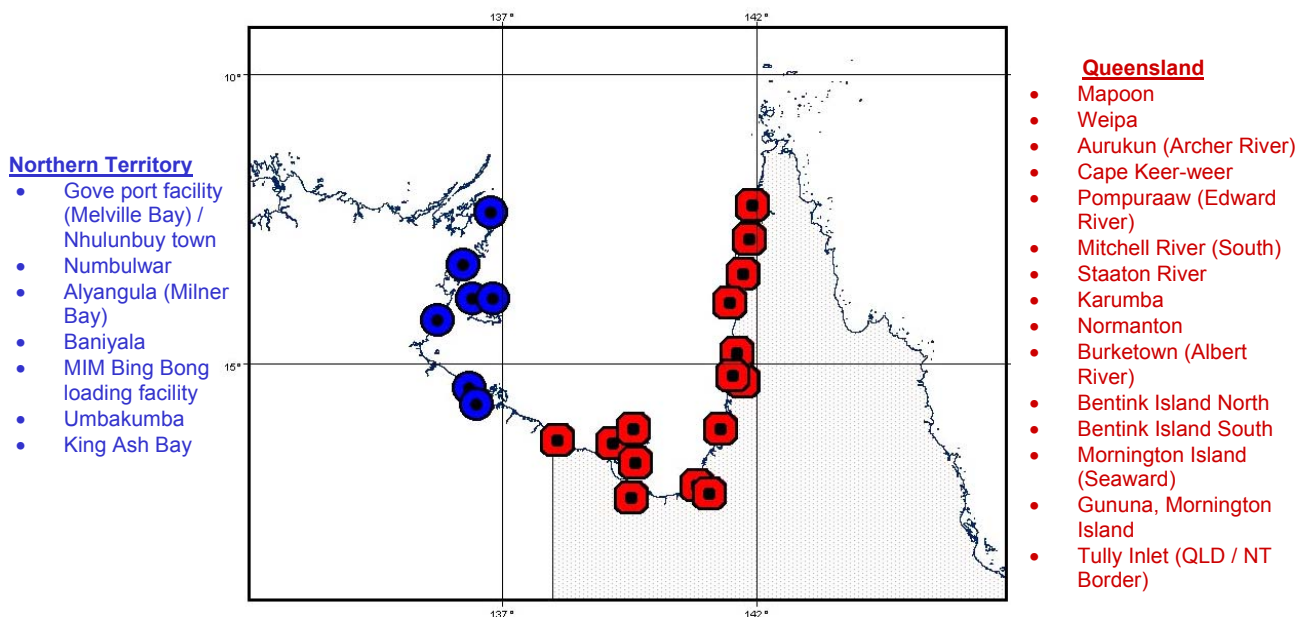 137°
142°
10°
15°
137°
142°
Northern Territory
• Gove port facility
(Melville Bay) /
Nhulunbuy town
• Numbulwar
• Alyangula (Milner
Bay)
• Baniyala
• MIM Bing Bong
loading facility
• Umbakumba
• King Ash Bay
Queensland
• Mapoon
• Weipa
• Aurukun (Archer River)
• Cape Keer-weer
• Pompuraaw (Edward
River)
• Mitchell River (South)
• Staaton River
• Karumba
• Normanton
• Burketown (Albert
River)
• Bentink Island North
• Bentink Island South
• Mornington Island
(Seaward)
• Gununa, Mornington
Island
• Tully Inlet (QLD / NT
Border)